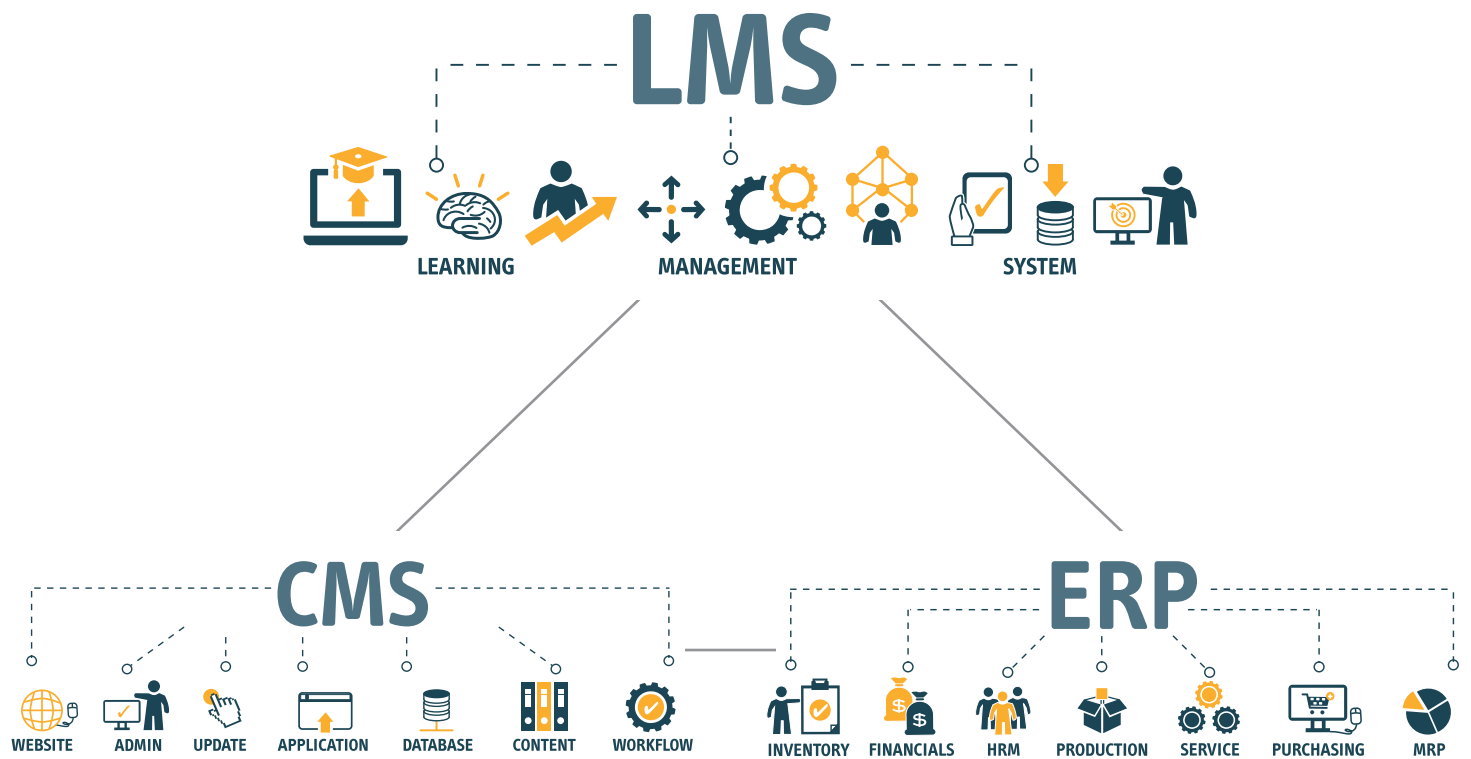 LMS
LEARNING MANAGEMENT SYSTEM
CMS
WEBSITE ADMIN UPDATE APPLICATION DATABASE CONTENT WORKFLOW
ERP
INVENTORY FINANCIALS HRM PRODUCTION SERVICE PURCHASING MRP